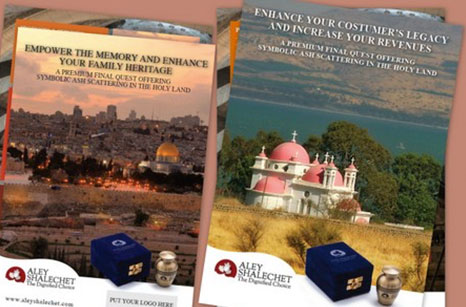 EMPOWER THE MEMORY AND ENHANCE
YOUR FAMILY HERITAGE
A PREMIUM FINAL QUEST OFFERING
SYMBOLIC ASH SCATTERING IN THE HOLY LAND
ALEY
SHALECHET
The Dignified Choice
www.aleyshalechet.com
PUT YOUR LOGO HERE
ENHANCE YOUR COSTUMER'S LEGACY
AND INCREASE YOUR REVENUES
A PREMIUM FINAL QUEST OFFERING
SYMBOLIC ASH SCATTERING IN THE HOLY LAND
ALEY
SHALECHET
The Dignified Choice